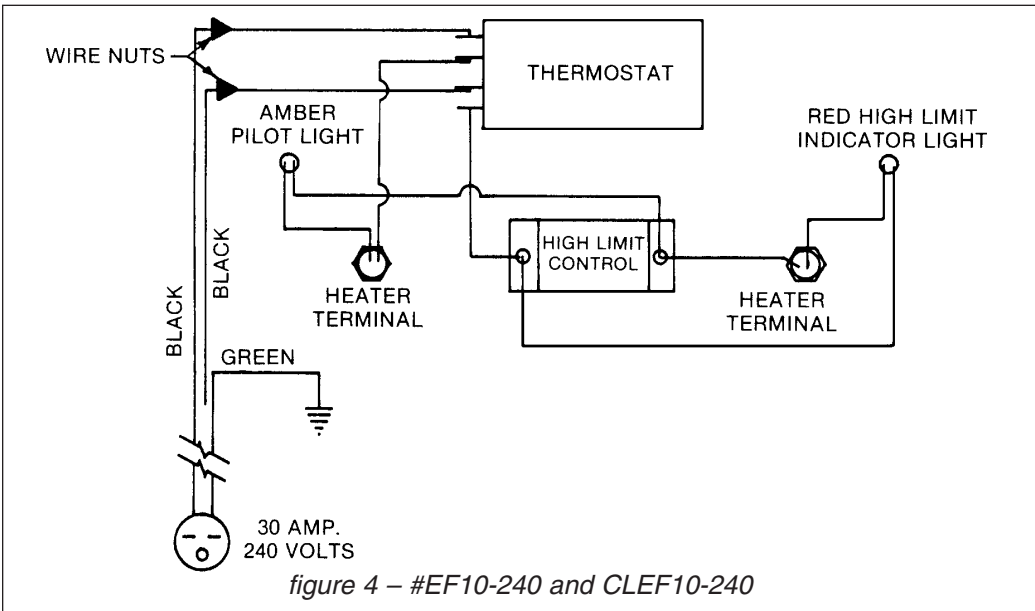 WIRE NUTS
THERMOSTAT
AMBER
PILOT LIGHT
RED HIGH LIMIT
INDICATOR LIGHT
BLACK
BLACK
HIGH LIMIT
CONTROL
HEATER
TERMINAL
HEATER
TERMINAL
GREEN
30 AMP.
240 VOLTS
figure 4 – #EF10-240 and CLEF10-240